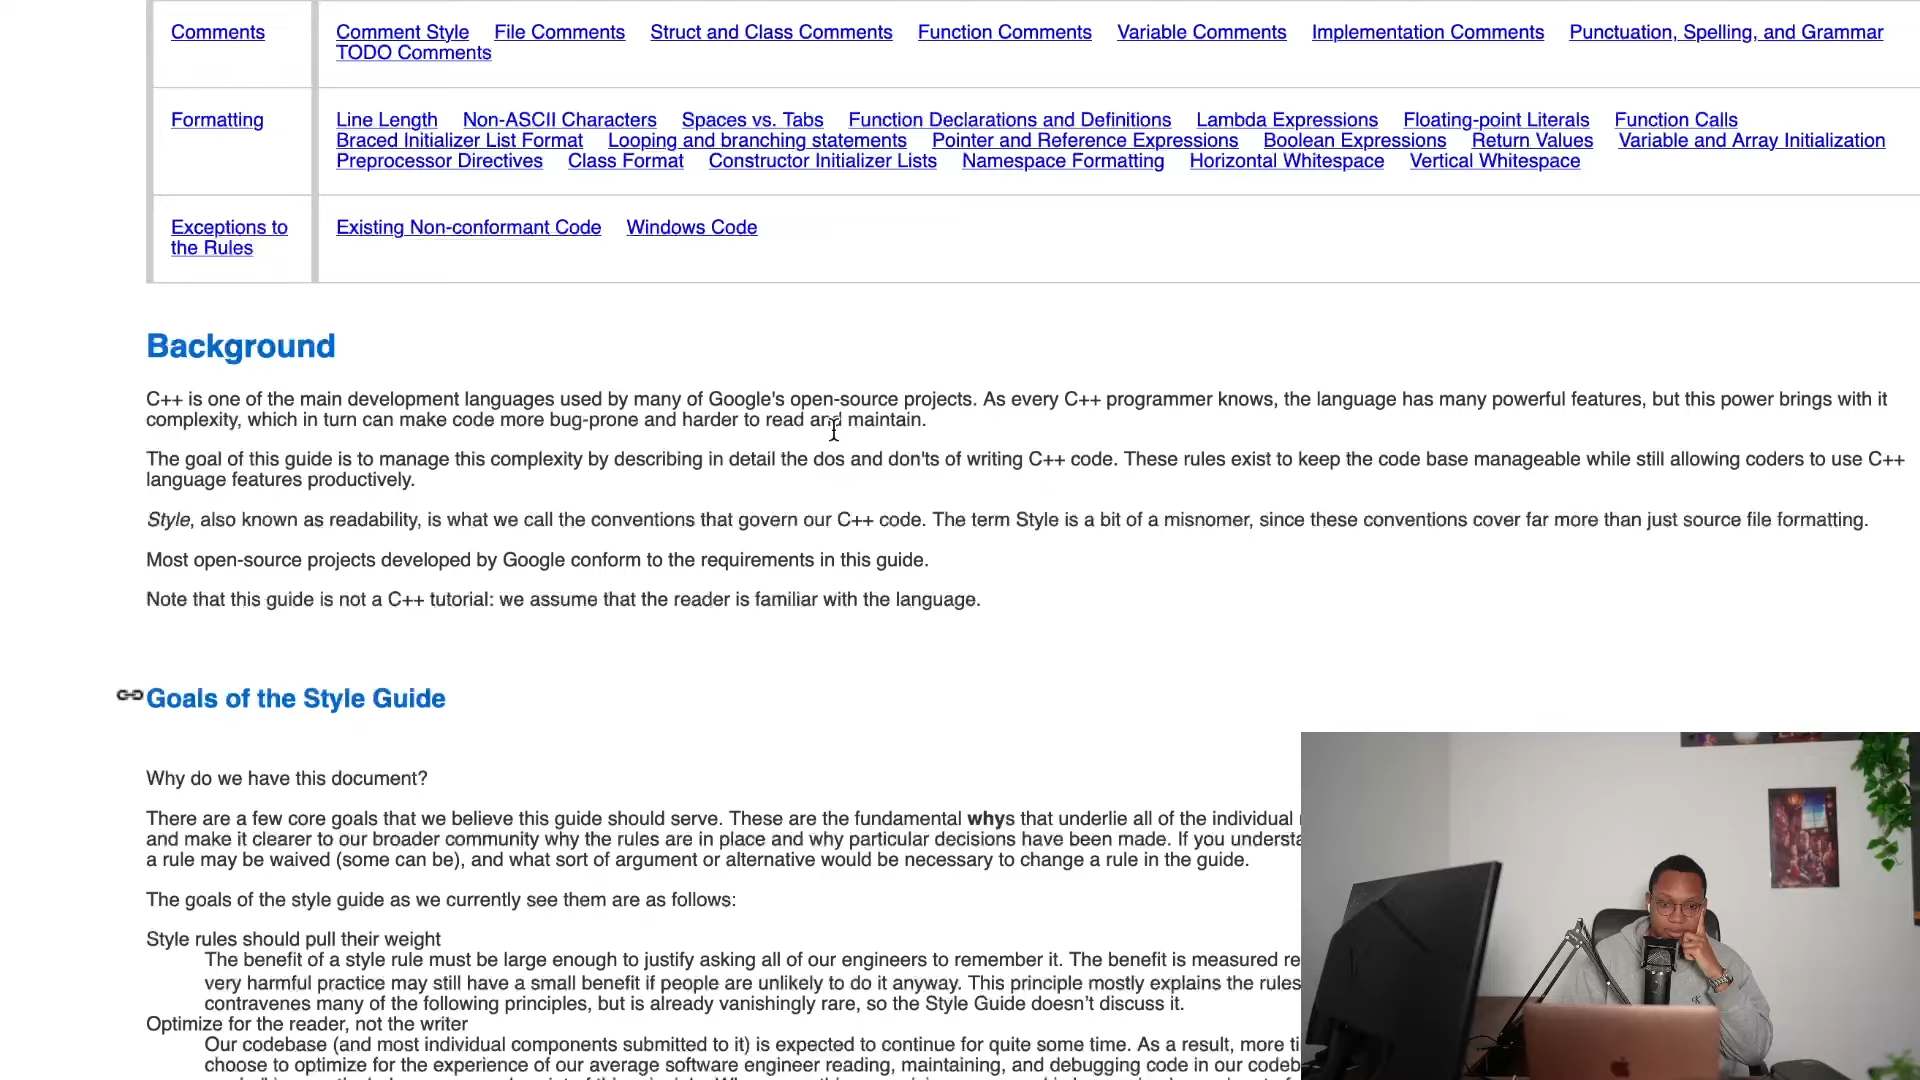 Comments
Comment Style File Comments Struct and Class Comments Function Comments Variable Comments Implementation Comments Punctuation, Spelling, and Grammar
TODO Comments
Formatting
Line Length Non-ASCII Characters Spaces vs. Tabs Function Declarations and Definitions Lambda Expressions Floating-point Literals Function Calls
Braced Initializer List Format Looping and branching statements Pointer and Reference Expressions Boolean Expressions Return Values Variable and Array Initialization
Preprocessor Directives Class Format Constructor Initializer Lists Namespace Formatting Horizontal Whitespace Vertical Whitespace
Exceptions to
the Rules
Existing Non-conformant Code Windows Code
Background
C++ is one of the main development languages used by many of Google's open-source projects. As every C++ programmer knows, the language has many powerful features, but this power brings with it
complexity, which in turn can make code more bug-prone and harder to read and maintain.
The goal of this guide is to manage this complexity by describing in detail the dos and don'ts of writing C++ code. These rules exist to keep the code base manageable while still allowing coders to use C++
language features productively.
Style, also known as readability, is what we call the conventions that govern our C++ code. The term Style is a bit of a misnomer, since these conventions cover far more than just source file formatting.
Most open-source projects developed by Google conform to the requirements in this guide.
Note that this guide is not a C++ tutorial: we assume that the reader is familiar with the language.
Goals of the Style Guide
Why do we have this document?
There are a few core goals that we believe this guide should serve. These are the fundamental whys that underlie all of the individual
and make it clearer to our broader community why the rules are in place and why particular decisions have been made. If you understa
a rule may be waived (some can be), and what sort of argument or alternative would be necessary to change a rule in the guide.
The goals of the style guide as we currently see them are as follows:
Style rules should pull their weight
The benefit of a style rule must be large enough to justify asking all of our engineers to remember it. The benefit is measured re
very harmful practice may still have a small benefit if people are unlikely to do it anyway. This principle mostly explains the rules
contravenes many of the following principles, but is already vanishingly rare, so the Style Guide doesn't discuss it.
Optimize for the reader, not the writer
Our codebase (and most individual components submitted to it) is expected to continue for quite some time. As a result, more ti
choose to optimize for the experience of our average software engineer reading, maintaining, and debugging code in our codeb